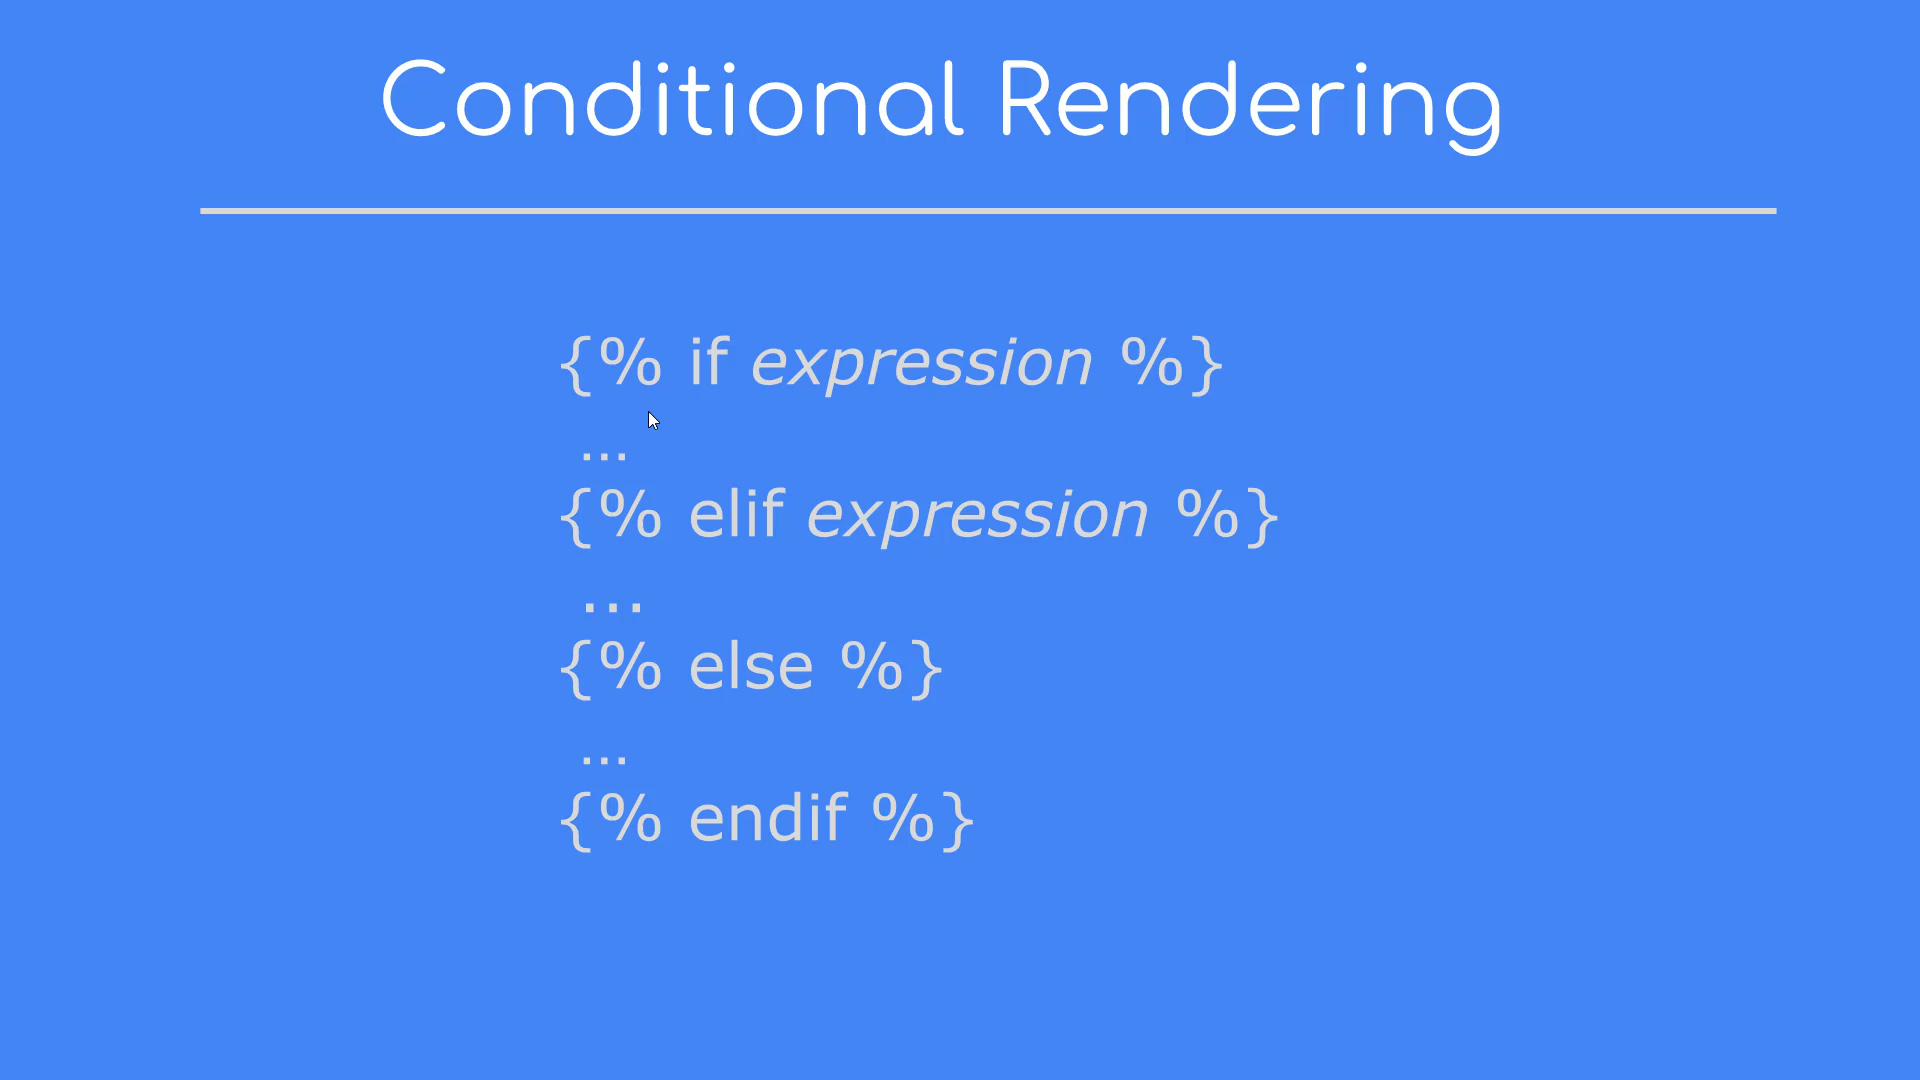 Conditional Rendering
{% if expression %}
...
{% elif expression %}
...
{% else %}
...
{% endif %}